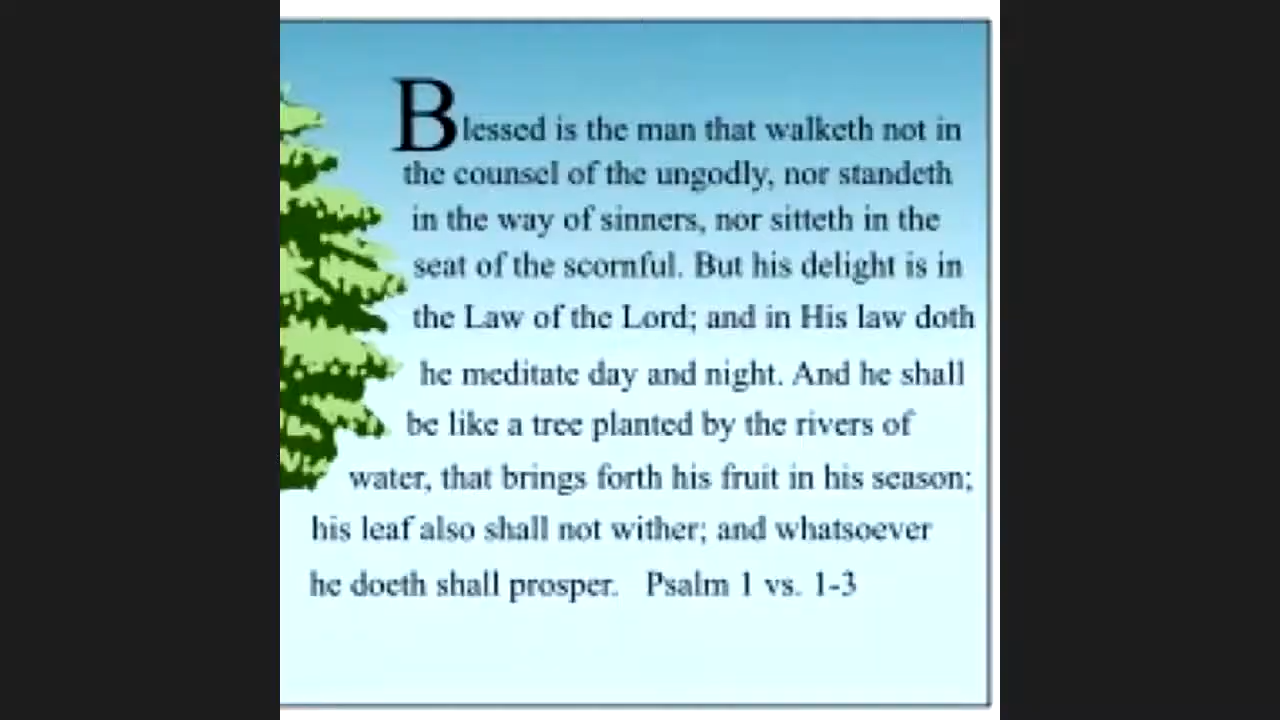 Blessed is the man that walketh not in
the counsel of the ungodly, nor standeth
in the way of sinners, nor sitteth in the
seat of the scornful. But his delight is in
the Law of the Lord; and in His law doth
he meditate day and night. And he shall
be like a tree planted by the rivers of
water, that brings forth his fruit in his season;
his leaf also shall not wither; and whatsoever
he doeth shall prosper. Psalm 1 vs. 1-3